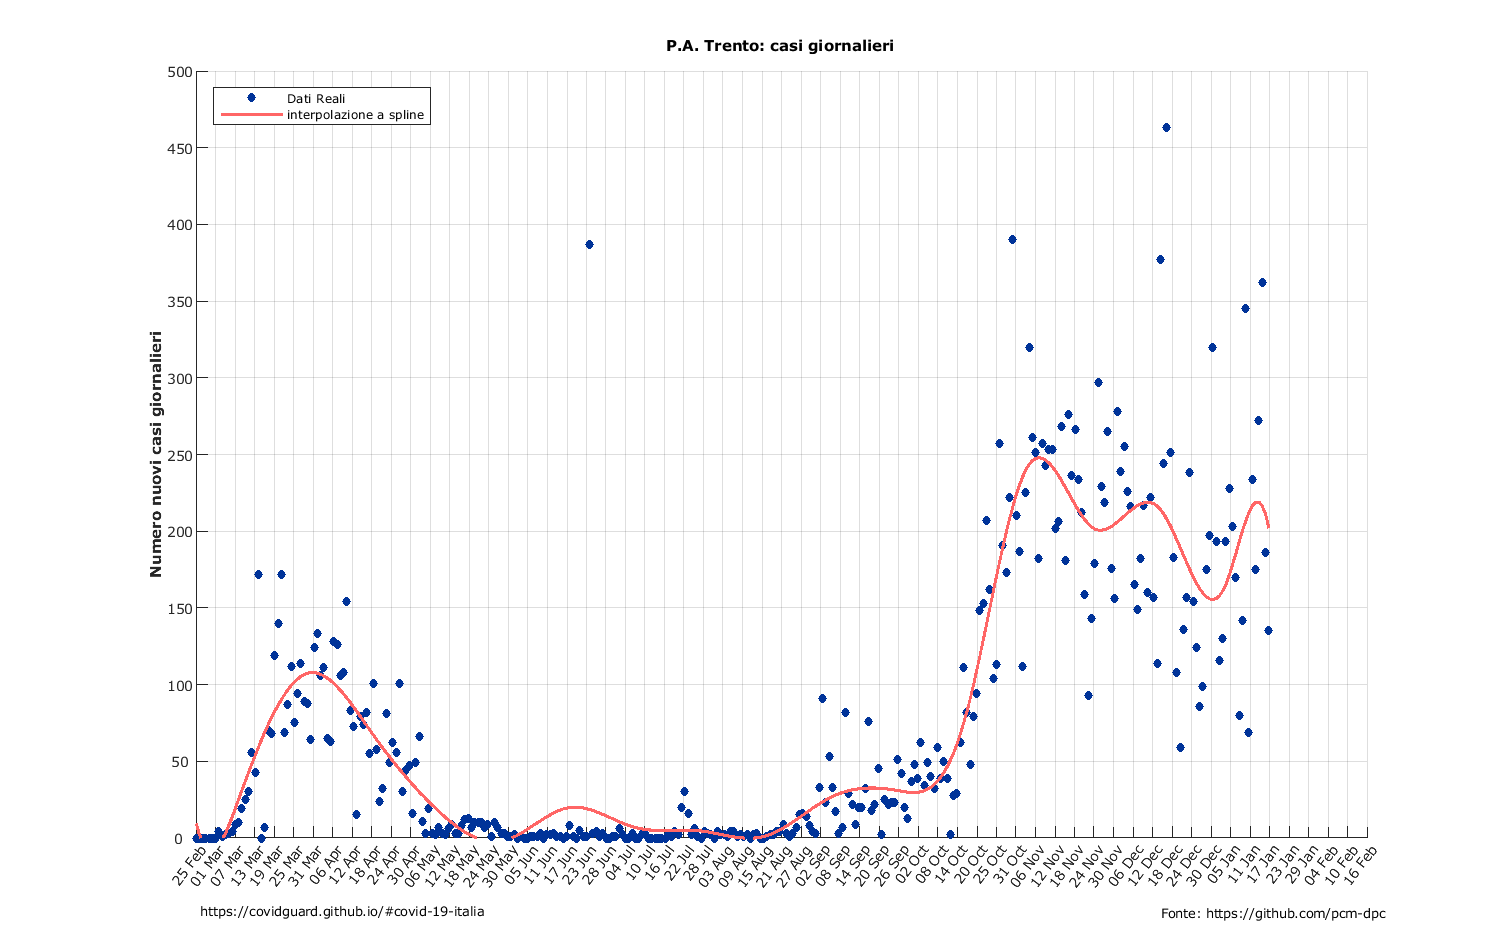 P.A. Trento: casi giornalieri
Dati Reali
interpolazione a spline
Numero nuovi casi giornalieri
500
450
400
350
300
250
200
150
100
50
0
25 Feb
01 Mar
07 Mar
13 Mar
19 Mar
25 Mar
31 Mar
06 Apr
12 Apr
18 Apr
24 Apr
30 Apr
06 May
12 May
18 May
24 May
30 May
05 Jun
11 Jun
17 Jun
23 Jun
28 Jun
04 Jul
10 Jul
16 Jul
22 Jul
28 Jul
03 Aug
09 Aug
15 Aug
21 Aug
27 Aug
02 Sep
08 Sep
14 Sep
20 Sep
26 Sep
02 Oct
08 Oct
14 Oct
20 Oct
25 Oct
31 Oct
06 Nov
12 Nov
18 Nov
24 Nov
30 Nov
06 Dec
12 Dec
18 Dec
24 Dec
30 Dec
05 Jan
11 Jan
17 Jan
23 Jan
29 Jan
04 Feb
10 Feb
16 Feb
https://covidguard.github.io/#covid-19-italia
Fonte: https://github.com/pcm-dpc